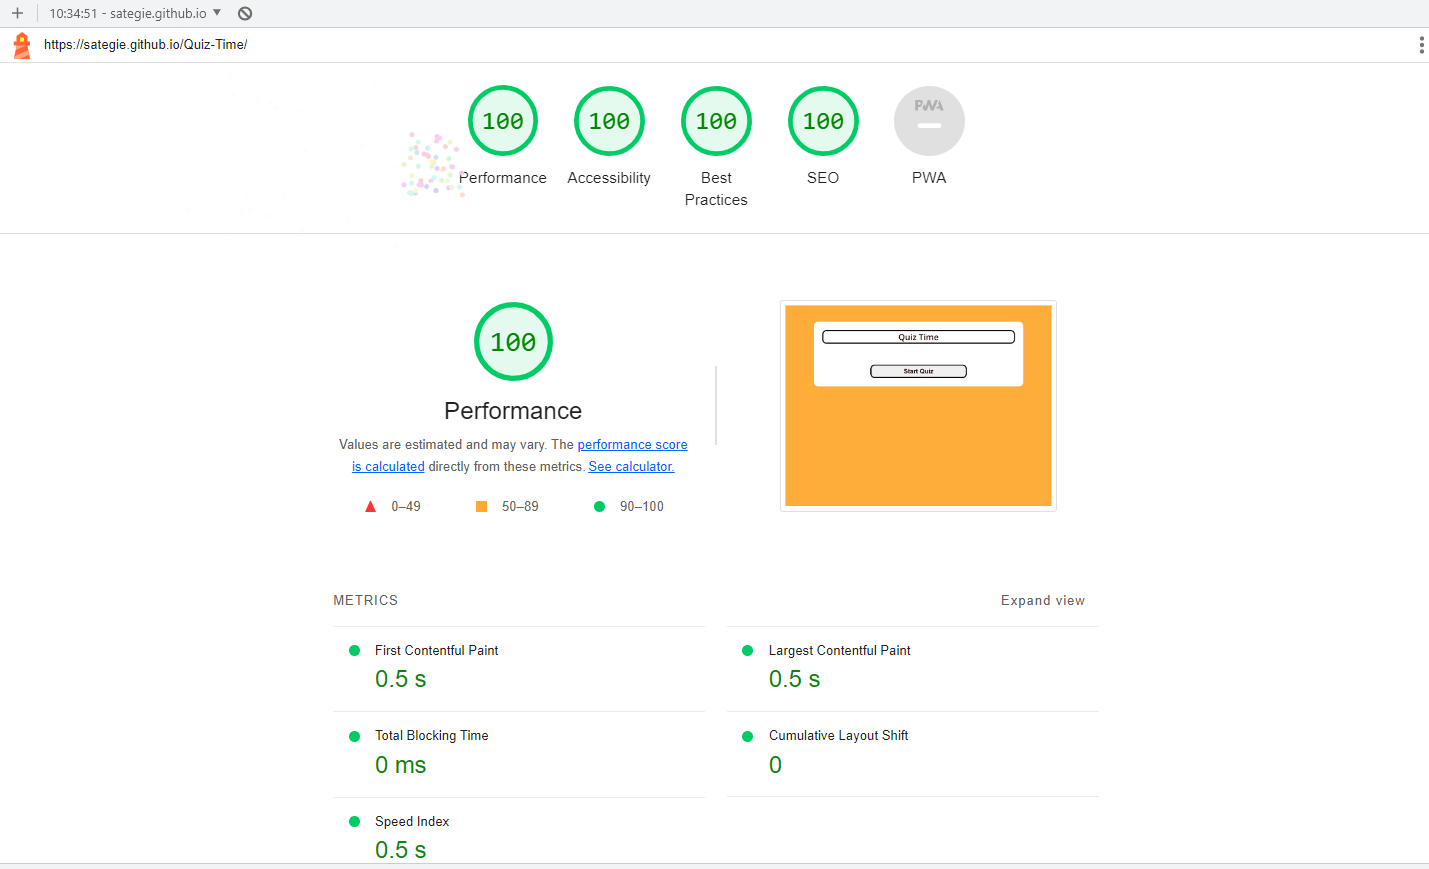 10:34:51 - sategie.github.io
https://sategie.github.io/Quiz-Time/
100 100 100 100 PWA
Performance Accessibility Best Practices SEO PWA
100
Performance
Values are estimated and may vary. The performance score
is calculated directly from these metrics. See calculator.
0–49 50–89 90–100
Quiz Time
Start Quiz
METRICS Expand view
First Contentful Paint
0.5 s
Largest Contentful Paint
0.5 s
Total Blocking Time
0 ms
Cumulative Layout Shift
0
Speed Index
0.5 s